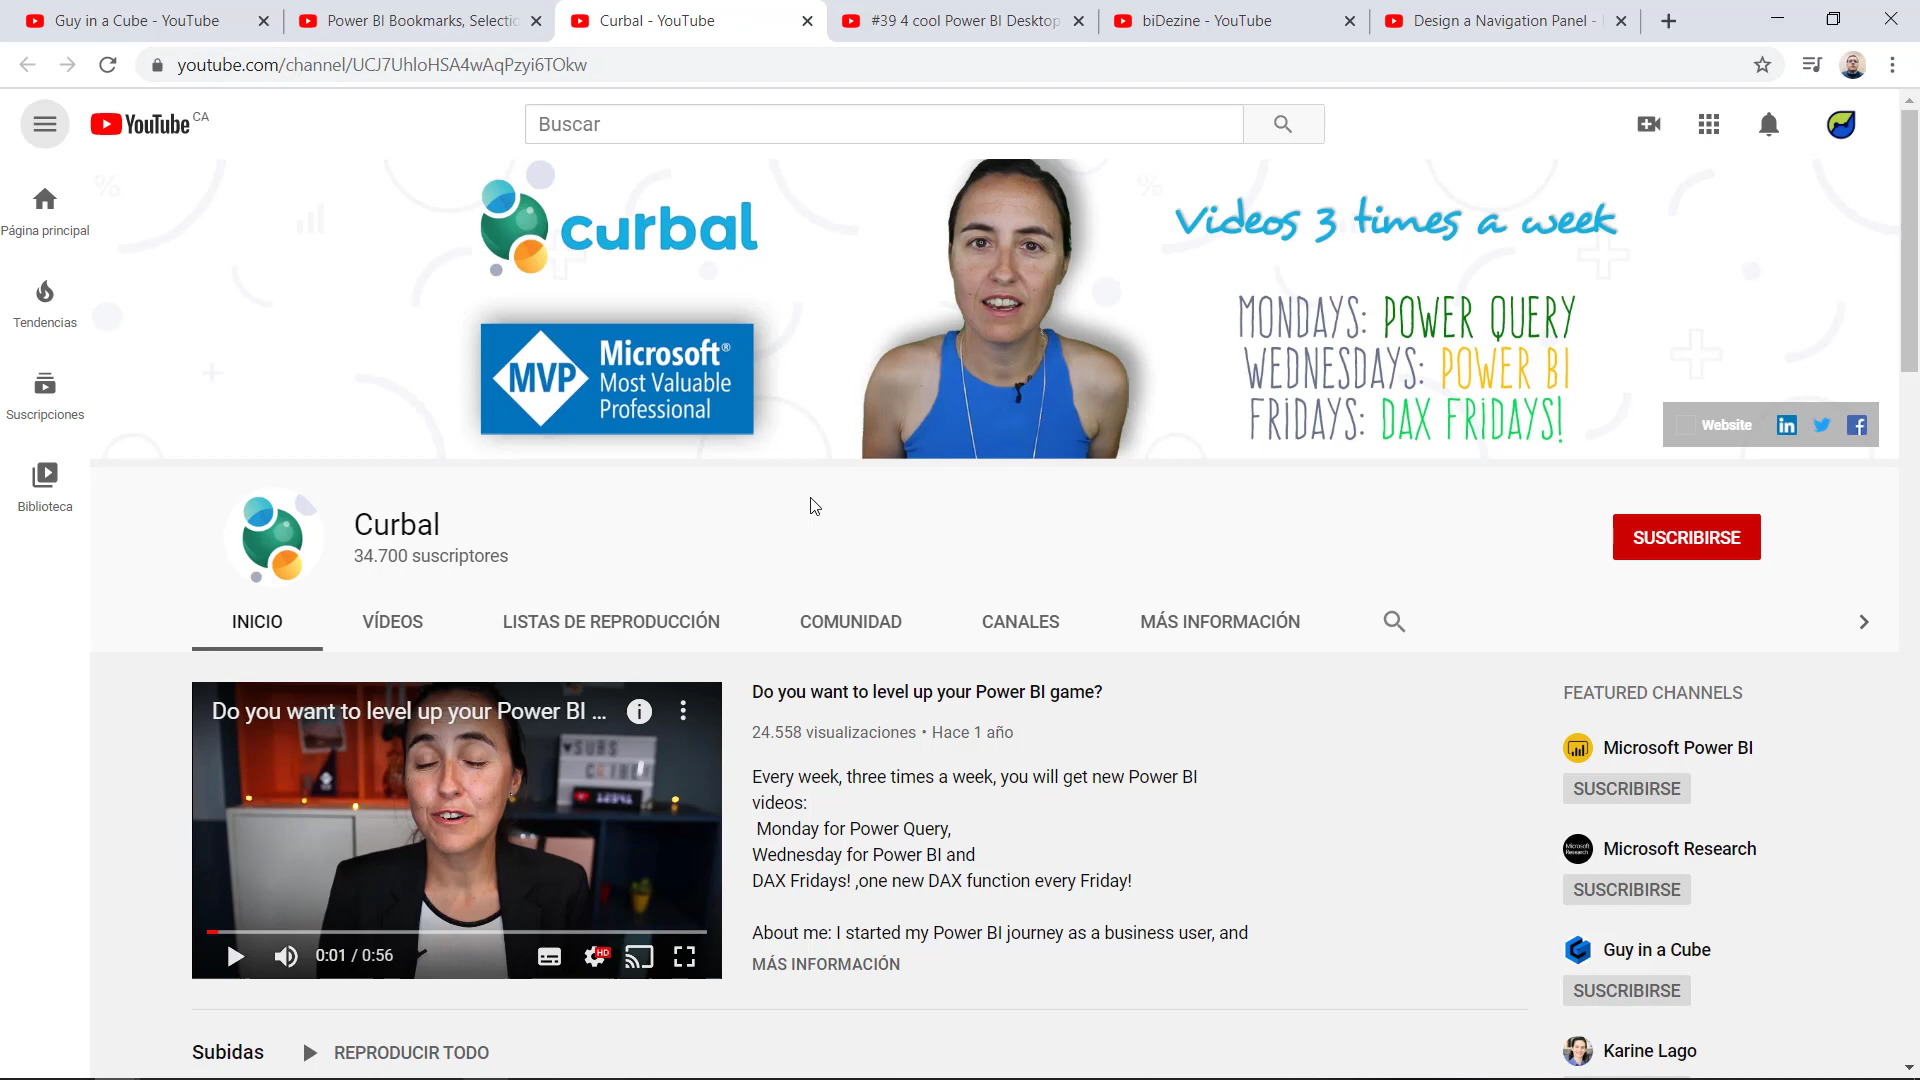 Guy in a Cube - YouTube
Power BI Bookmarks, Selectio
Curbal - YouTube
#39 4 cool Power BI Desktop
biDezine - YouTube
Design a Navigation Panel -
youtube.com/channel/UCJ7UhloHSA4wAqPzyi6TOkw
YouTube CA
Buscar
Página principal
Tendencias
Suscripciones
Biblioteca
curbal
MVP
Microsoft®
Most Valuable
Professional
Videos 3 times a week
MONDAYS: POWER QUERY
WEDNESDAYS: POWER BI
FRIDAYS: DAX FRIDAYS!
Website
Curbal
34.700 suscriptores
SUSCRIBIRSE
INICIO
VÍDEOS
LISTAS DE REPRODUCCIÓN
COMUNIDAD
CANALES
MÁS INFORMACIÓN
Do you want to level up your Power BI ...
0:01 / 0:56
HD
Do you want to level up your Power BI game?
24.558 visualizaciones • Hace 1 año
Every week, three times a week, you will get new Power BI
videos:
Monday for Power Query,
Wednesday for Power BI and
DAX Fridays! ,one new DAX function every Friday!
About me: I started my Power BI journey as a business user, and
MÁS INFORMACIÓN
FEATURED CHANNELS
Microsoft Power BI
SUSCRIBIRSE
Microsoft Research
SUSCRIBIRSE
Guy in a Cube
SUSCRIBIRSE
Karine Lago
Subidas
REPRODUCIR TODO